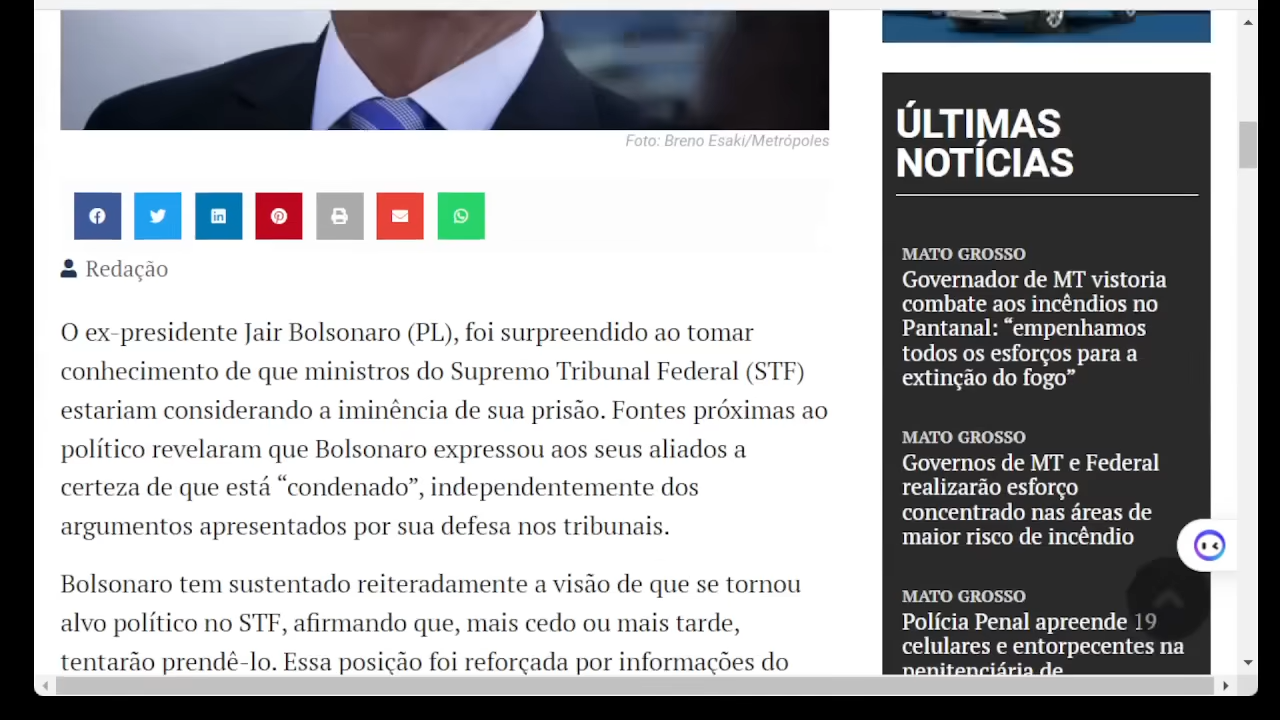 Foto: Breno Esaki/Metrópoles
Redação
O ex-presidente Jair Bolsonaro (PL), foi surpreendido ao tomar
conhecimento de que ministros do Supremo Tribunal Federal (STF)
estariam considerando a iminência de sua prisão. Fontes próximas ao
político revelaram que Bolsonaro expressou aos seus aliados a
certeza de que está “condenado”, independentemente dos
argumentos apresentados por sua defesa nos tribunais.
Bolsonaro tem sustentado reiteradamente a visão de que se tornou
alvo político no STF, afirmando que, mais cedo ou mais tarde,
tentarão prendê-lo. Essa posição foi reforçada por informações do
ÚLTIMAS
NOTÍCIAS
MATO GROSSO
Governador de MT vistoria
combate aos incêndios no
Pantanal: “empenhamos
todos os esforços para a
extinção do fogo”
MATO GROSSO
Governos de MT e Federal
realizarão esforço
concentrado nas áreas de
maior risco de incêndio
MATO GROSSO
Polícia Penal apreende 19
celulares e entorpecentes na
penitenciária de